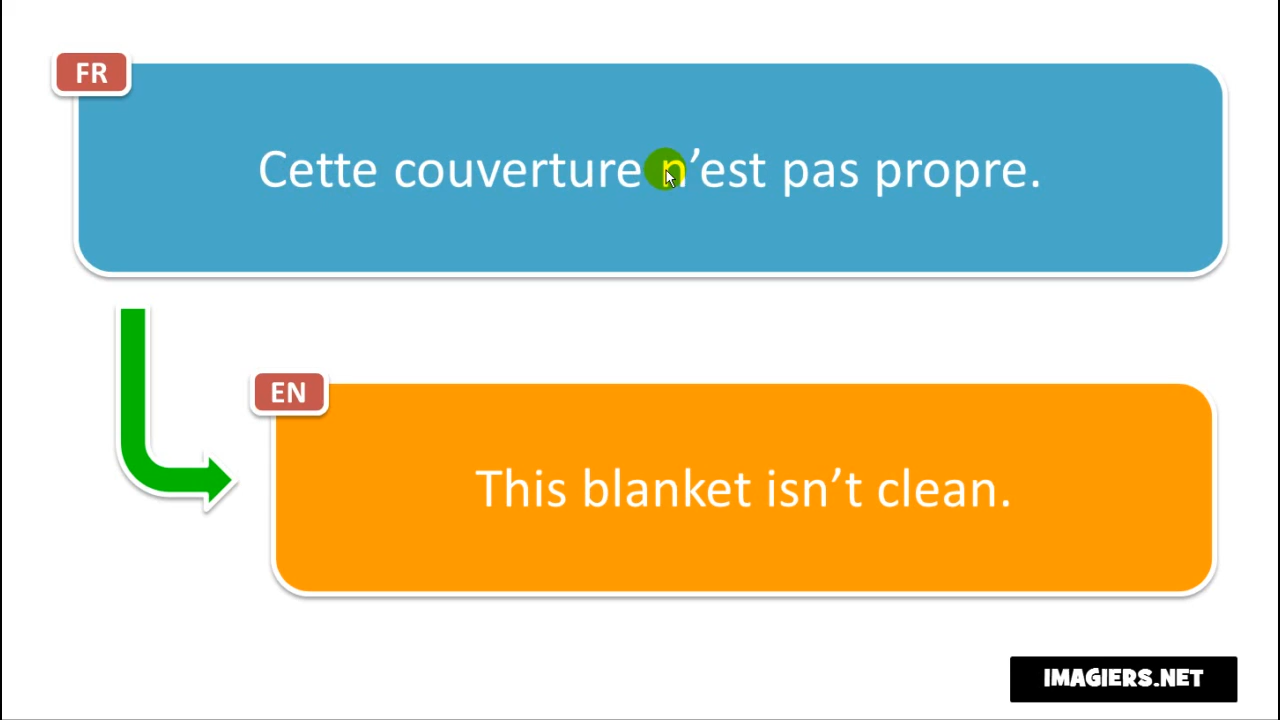 FR
Cette couverture n’est pas propre.
EN
This blanket isn’t clean.
IMAGIERS.NET